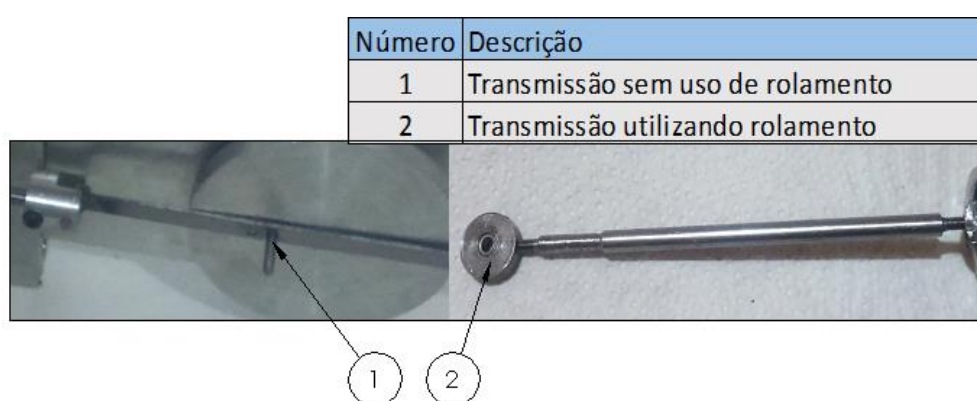 Número Descrição
1 Transmissão sem uso de rolamento
2 Transmissão utilizando rolamento
1 2